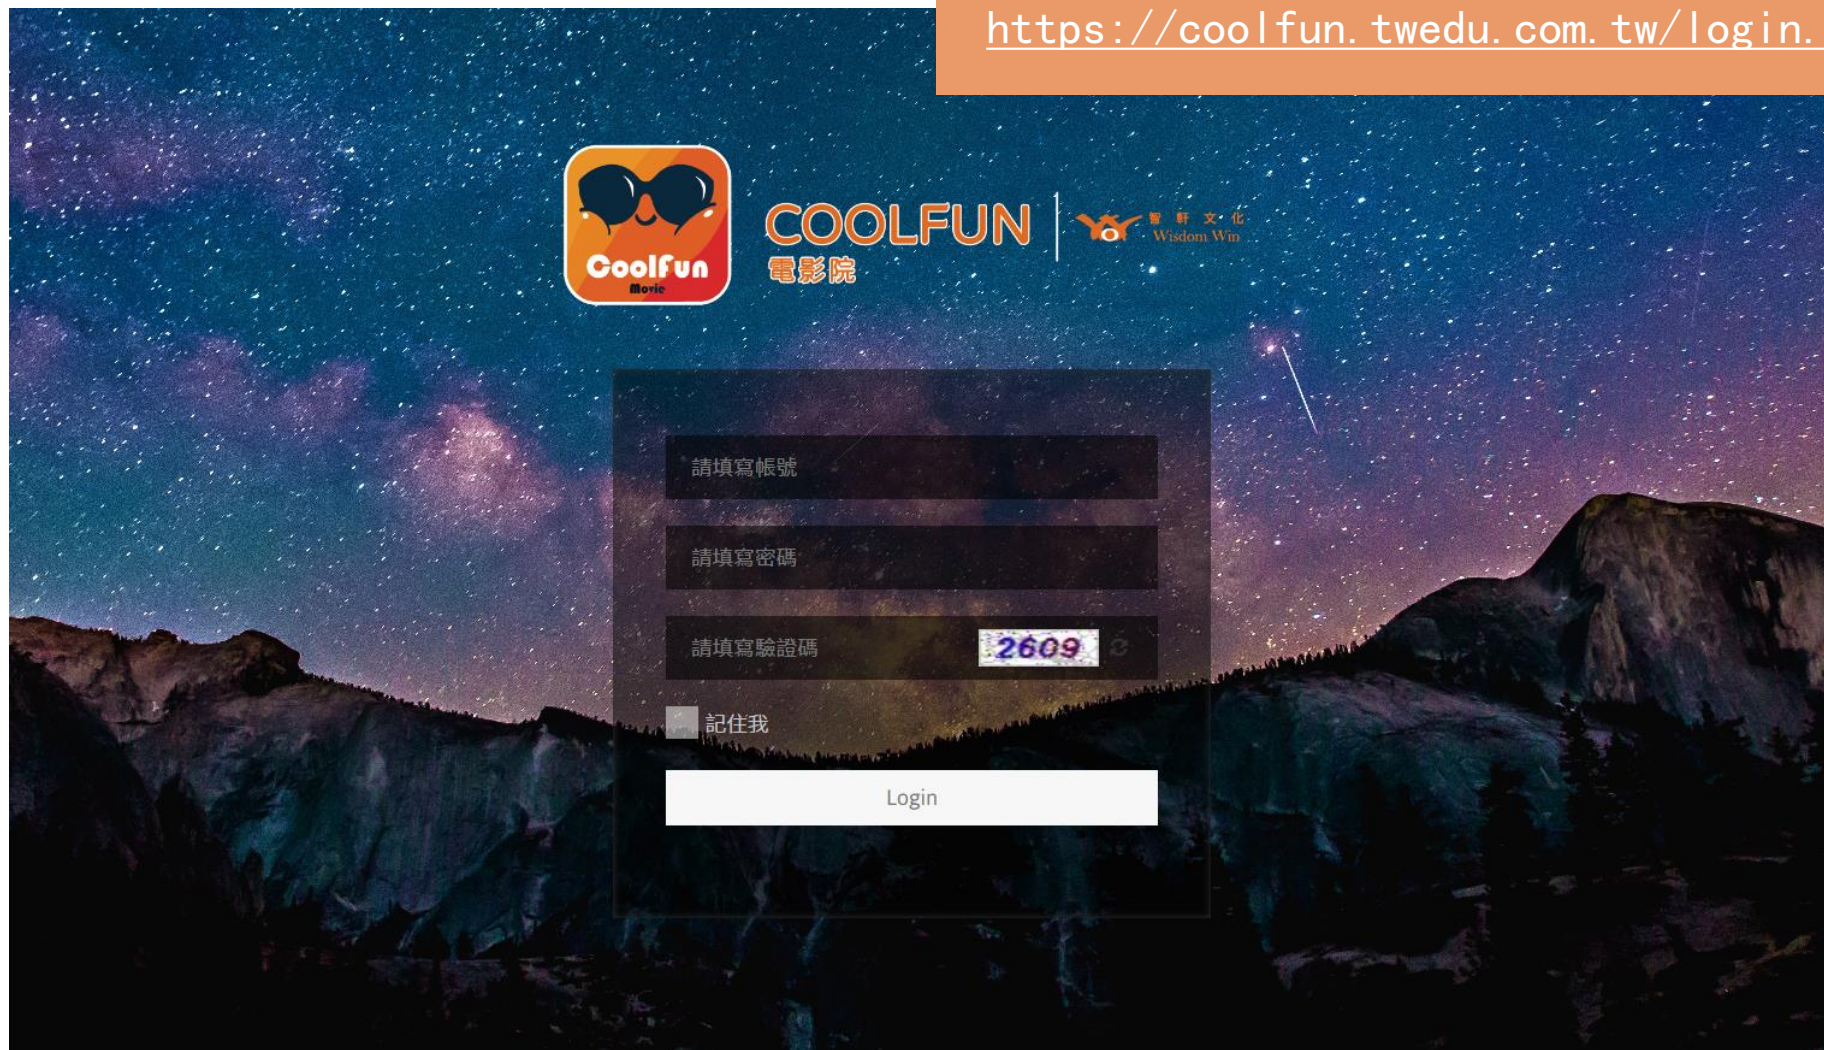 https://coolfun.twedu.com.tw/login.
CoolFun
Movie
COOLFUN
電影院
智軒文化
Wisdom Win
請填寫帳號
請填寫密碼
請填寫驗證碼
2609
記住我
Login